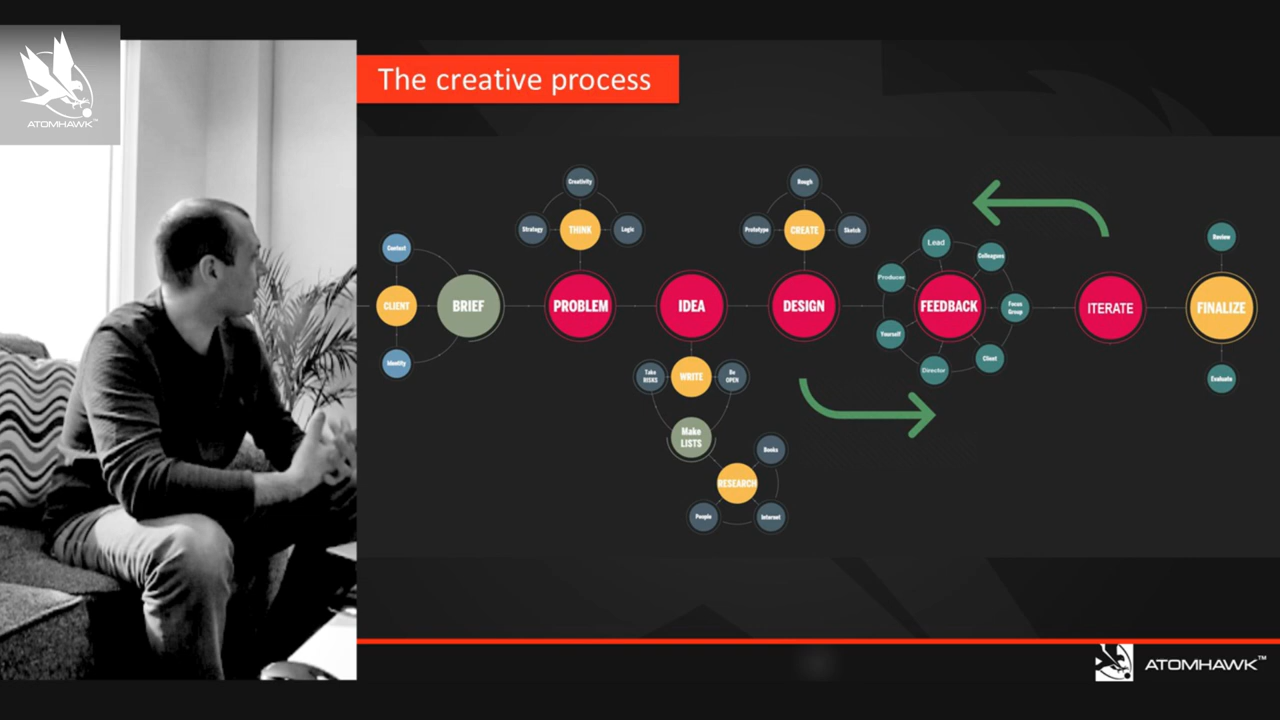 ATOMHAWK™
The creative process
Contact
CLIENT
Identify
BRIEF
Creativity
Strategy
THINK
Logic
PROBLEM
IDEA
Take
RISKS
WRITE
Be
OPEN
Make
LISTS
Books
RESEARCH
People
Internet
Rough
Prototype
CREATE
Sketch
DESIGN
Lead
Colleagues
Producer
FEEDBACK
Focus
Group
Yourself
Client
Director
ITERATE
Review
FINALIZE
Evaluate
ATOMHAWK™